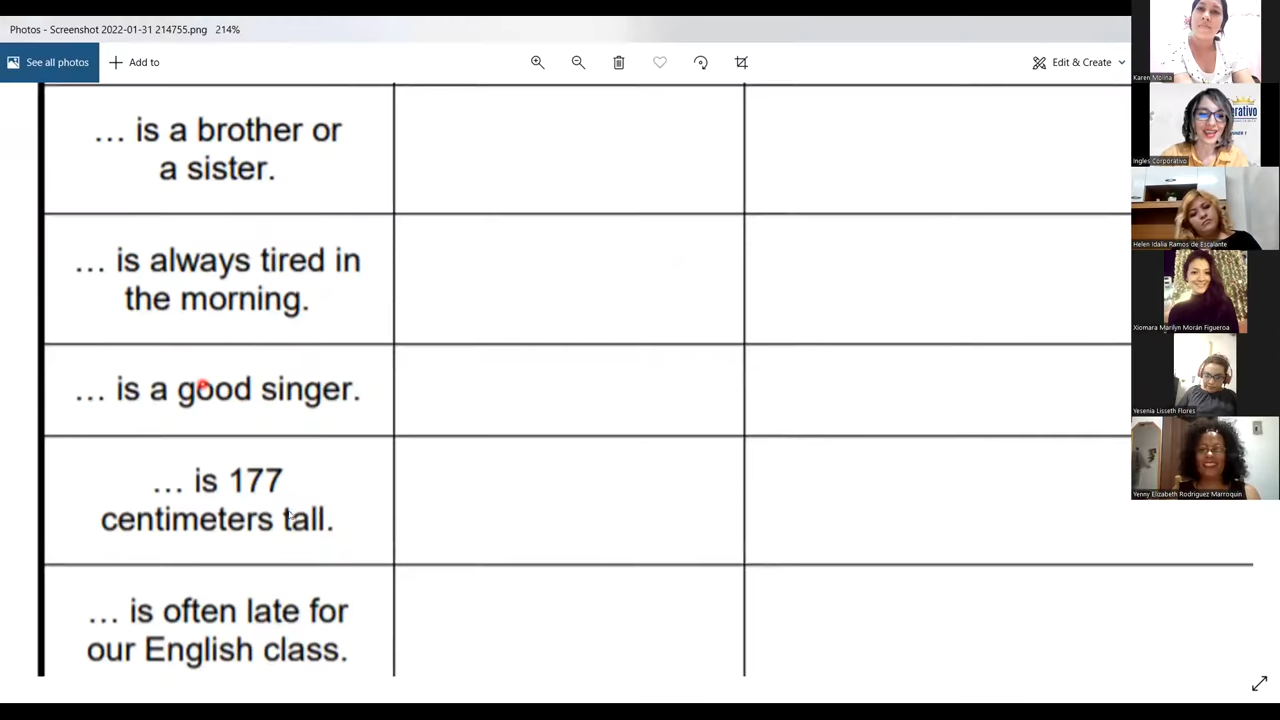 Photos - Screenshot 2022-01-31 214755.png 214%
See all photos
Add to
Edit & Create
… is a brother or
a sister.
… is always tired in
the morning.
… is a good singer.
… is 177
centimeters tall.
… is often late for
our English class.
Karen Molina
erativo
Ingles Corporativo
Helen Idalia Ramos de Escalante
Xiomara Marilyn Morán Figueroa
Yesenia Lisseth Flores
Yenny Elizabeth Rodriguez Marroquin